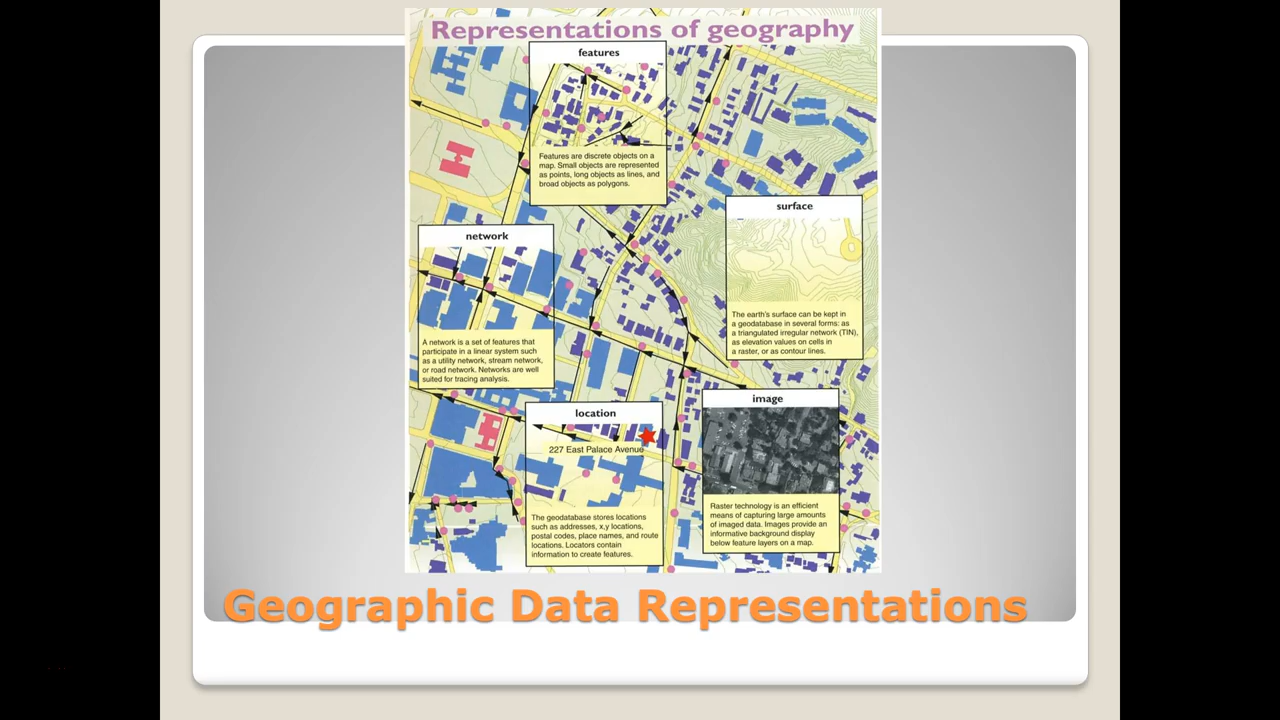 Representations of geography
features
Features are discrete objects on a
map. Small objects are represented
as points, long objects as lines, and
broad objects as polygons.
surface
The earth's surface can be kept in
a geodatabase in several forms: as
a triangulated irregular network (TIN),
as elevation values on cells in
a raster, or as contour lines.
network
A network is a set of features that
participate in a linear system such
as a utility network, stream network,
or road network. Networks are well
suited for tracing analysis.
location
227 East Palace Avenue
The geodatabase stores locations
such as addresses, x,y locations,
postal codes, place names, and route
locations. Locators contain
information to create features.
image
Raster technology is an efficient
means of capturing large amounts
of imaged data. Images provide an
informative background display
below feature layers on a map.
Geographic Data Representations